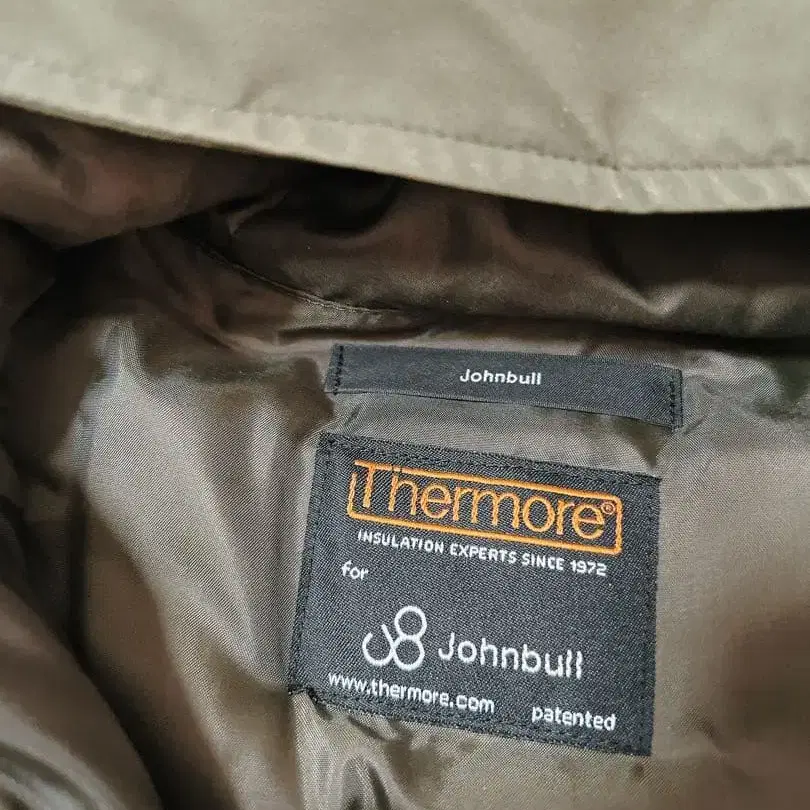 Johnbull
Thermore®
INSULATION EXPERTS SINCE 1972
for
Johnbull
www.thermore.com patented